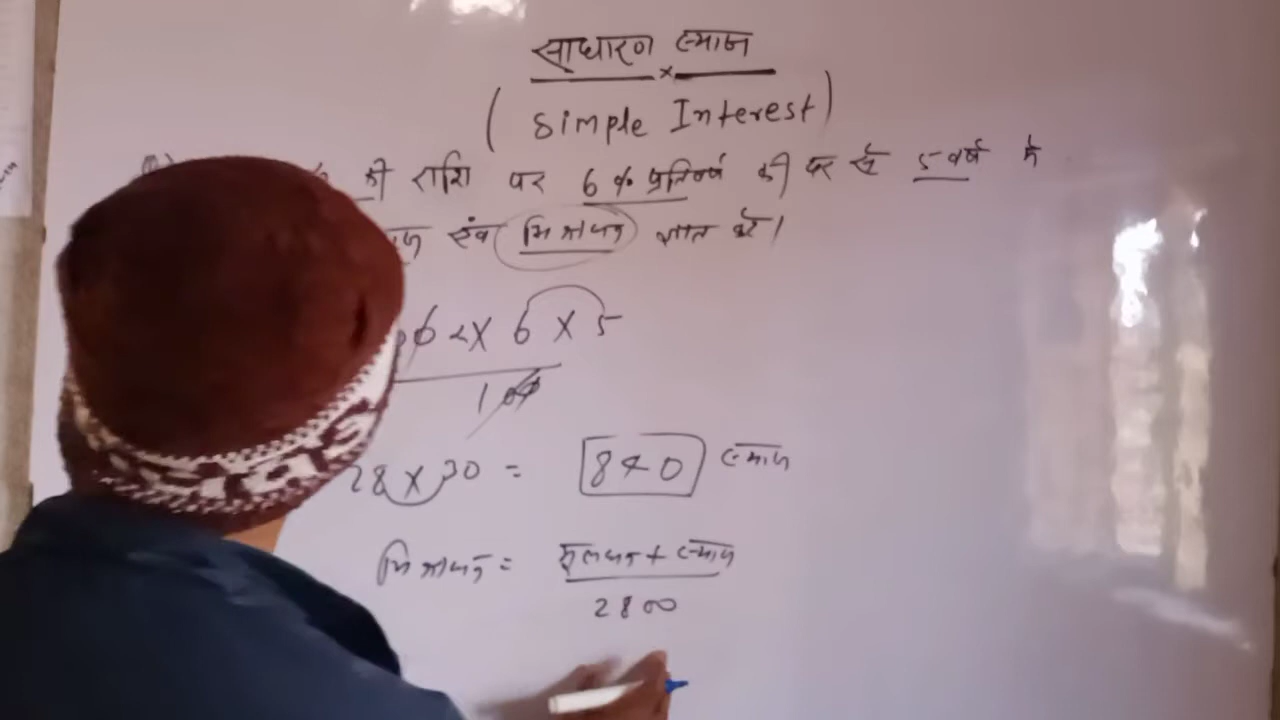 साधारण ब्याज
( Simple Interest )
की राशि पर 6 % प्रतिवर्ष की दर से 5 वर्ष में
एंव मिश्रधन ज्ञात करें।
× 6 × 5
100
28 × 30 = 840 ब्याज
मिश्रधन = मूलधन + ब्याज
2800